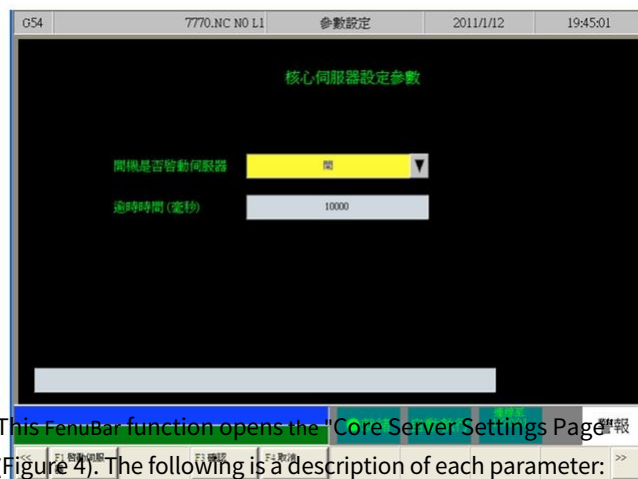 G54 7770.NC N0 L1 參數設定 2011/1/12 19:45:01
核心伺服器設定參數
開機是否啓動伺服器 開
逾時時間(毫秒) 10000
This FenuBar function opens the "Core Server Settings Page" 警報
(Figure 4). The following is a description of each parameter:
<< F1 啓動伺服 F3 確認 F4 取消 >>